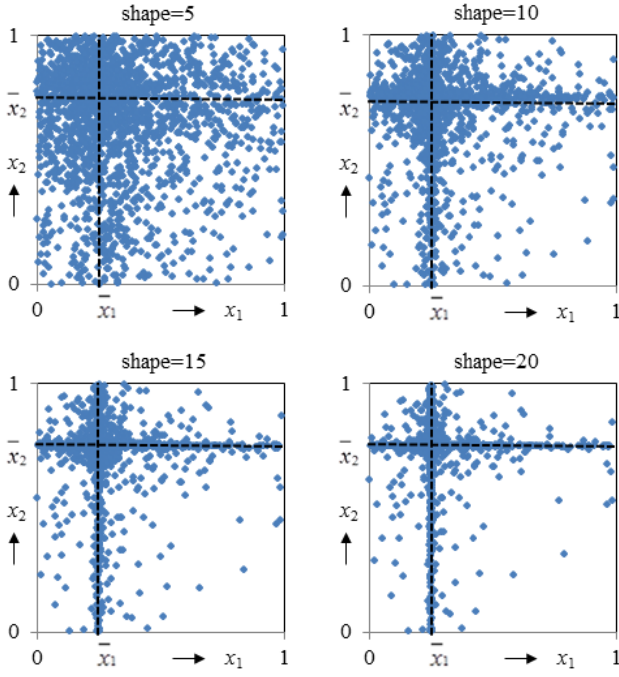 shape=5
1
x̄₂
x₂
0
0 x̄₁ x₁ 1
shape=10
1
x̄₂
x₂
0
0 x̄₁ x₁ 1
shape=15
1
x̄₂
x₂
0
0 x̄₁ x₁ 1
shape=20
1
x̄₂
x₂
0
0 x̄₁ x₁ 1